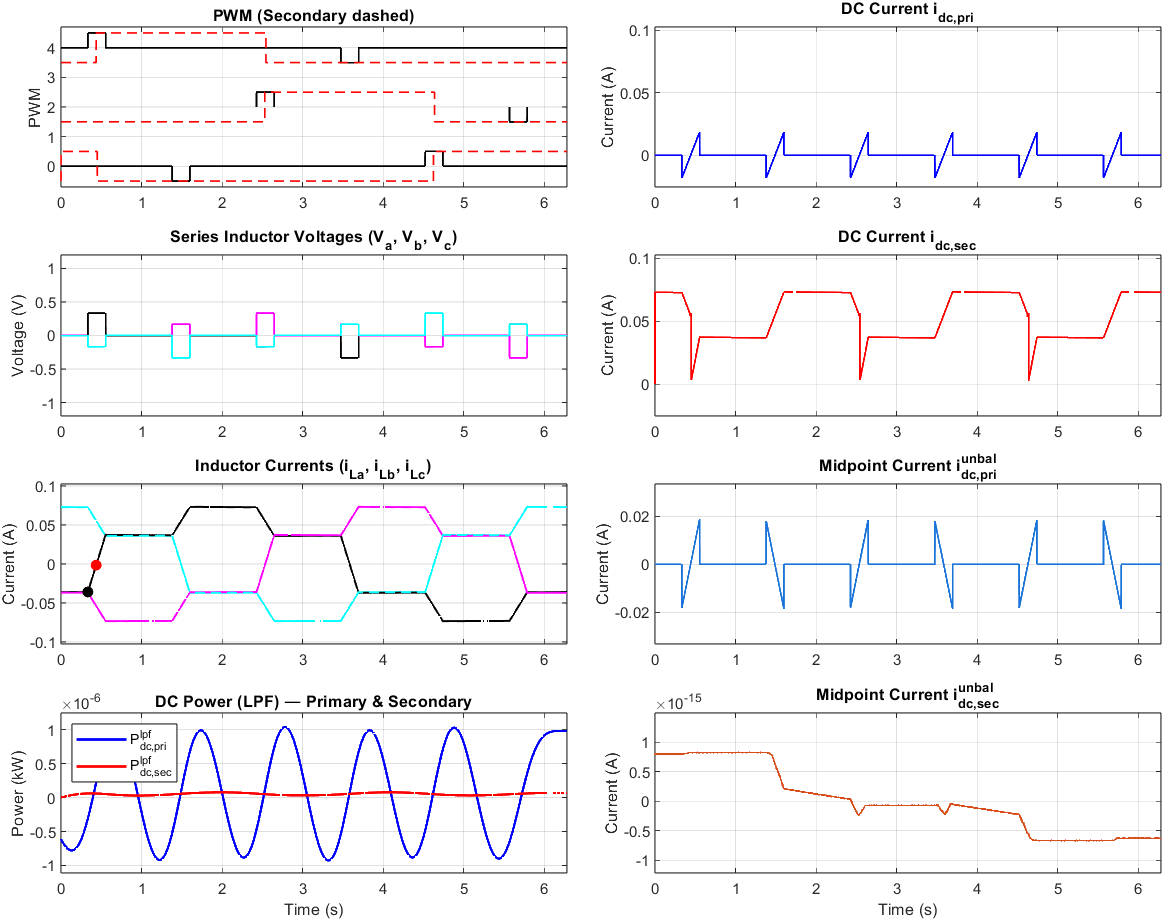 PWM (Secondary dashed)
PWM
4
3
2
1
0
0 1 2 3 4 5 6
DC Current i_dc,pri
Current (A)
0.1
0.05
0
0 1 2 3 4 5 6
Series Inductor Voltages (V_a, V_b, V_c)
Voltage (V)
1
0.5
0
-0.5
-1
0 1 2 3 4 5 6
DC Current i_dc,sec
Current (A)
0.1
0.05
0
0 1 2 3 4 5 6
Inductor Currents (i_La, i_Lb, i_Lc)
Current (A)
0.1
0.05
0
-0.05
-0.1
0 1 2 3 4 5 6
Midpoint Current i_dc,pri^unbal
Current (A)
0.02
0
-0.02
0 1 2 3 4 5 6
DC Power (LPF) — Primary & Secondary
×10^-6
Power (kW)
1
0.5
0
-0.5
-1
P_dc,pri^lpf
P_dc,sec^lpf
0 1 2 3 4 5 6
Time (s)
Midpoint Current i_dc,sec^unbal
×10^-15
Current (A)
1
0.5
0
-0.5
-1
0 1 2 3 4 5 6
Time (s)